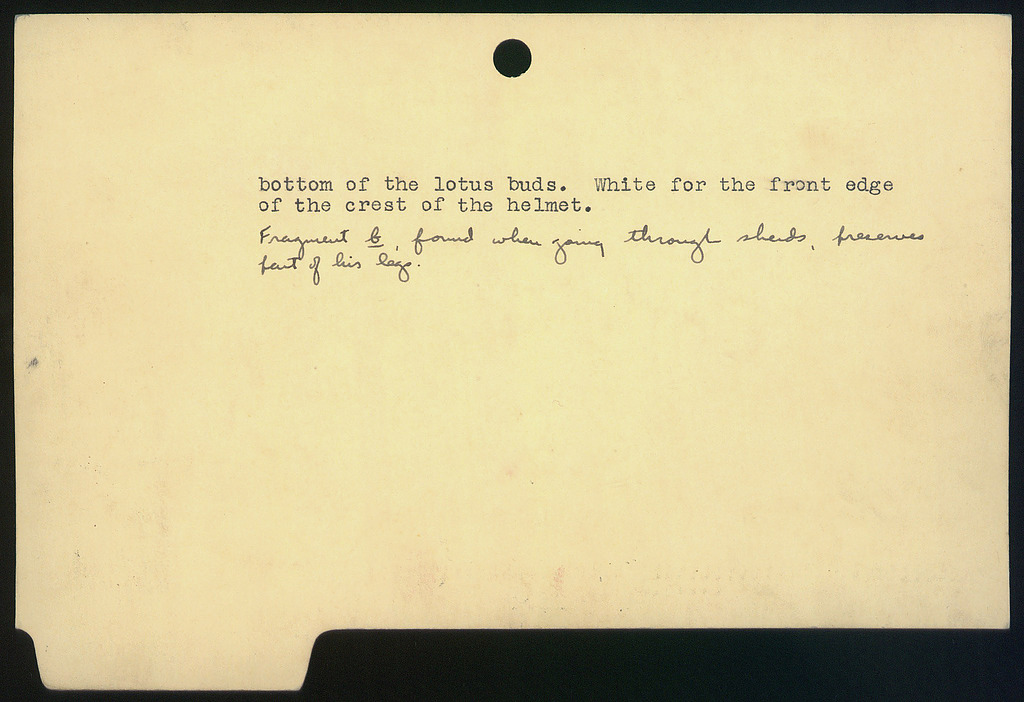 bottom of the lotus buds. White for the front edge
of the crest of the helmet.
Fragment b, found when going through sherds, preserves
part of his legs.